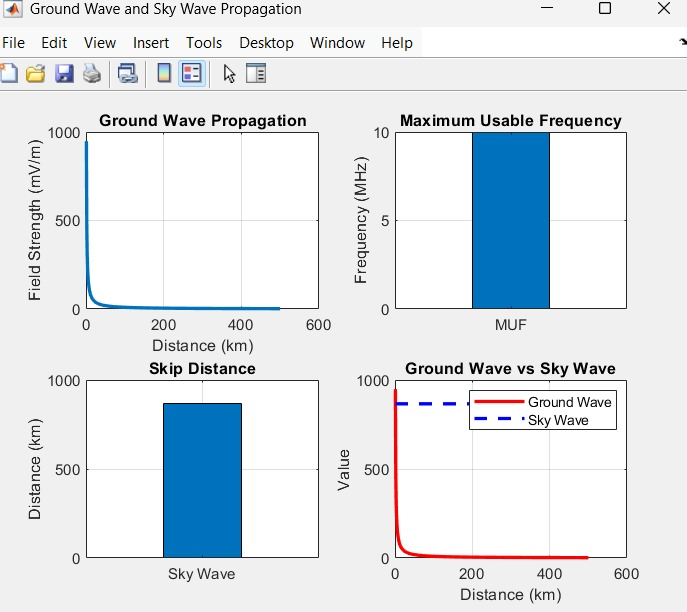 Ground Wave and Sky Wave Propagation
File Edit View Insert Tools Desktop Window Help
Ground Wave Propagation
1000
500
0
Field Strength (mV/m)
0 200 400 600
Distance (km)
Maximum Usable Frequency
10
5
0
Frequency (MHz)
MUF
Skip Distance
1000
500
0
Distance (km)
Sky Wave
Ground Wave vs Sky Wave
1000
500
0
Value
Ground Wave
Sky Wave
0 200 400 600
Distance (km)